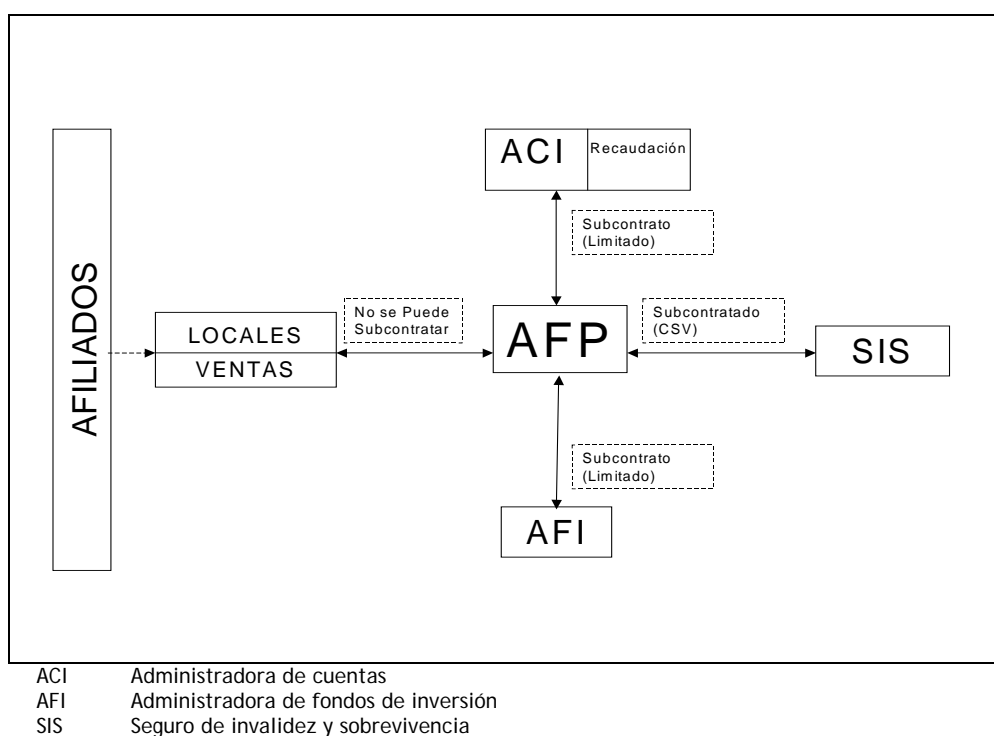 ACI
Recaudación
Subcontrato
(Limitado)
AFILIADOS
LOCALES
VENTAS
No se Puede
Subcontratar
AFP
Subcontratado
(CSV)
SIS
Subcontrato
(Limitado)
AFI
ACI Administradora de cuentas
AFI Administradora de fondos de inversión
SIS Seguro de invalidez y sobrevivencia